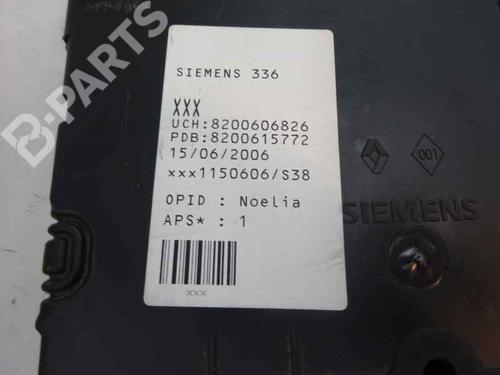 B-PARTS
SIEMENS 336
XXX
UCH:8200606826
PDB:8200615772
15/06/2006
xxx1150606/S38
OPID : Noelia
APS* : 1
xxx
001
SIEMENS
B-PARTS